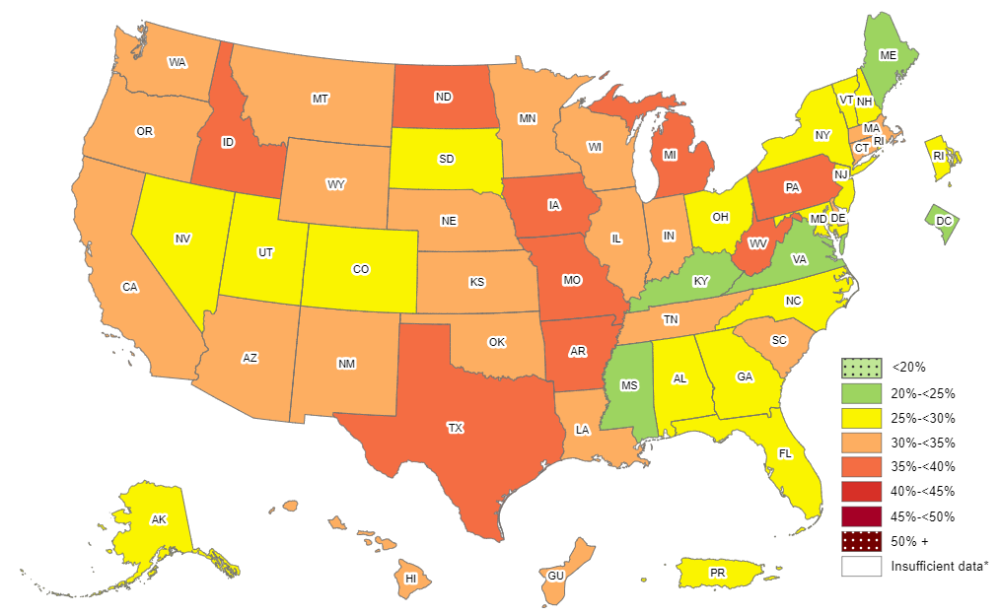 ME
WA
MT
ND
MN
VT
NH
OR
ID
WI
NY
MA
CT
RI
RI
SD
MI
WY
IA
PA
NJ
NE
OH
MD
DE
DC
NV
UT
CO
IL
IN
WV
VA
CA
KS
MO
KY
NC
TN
OK
AR
SC
AZ
NM
MS
AL
GA
TX
LA
FL
<20%
20%-<25%
25%-<30%
30%-<35%
35%-<40%
40%-<45%
45%-<50%
50% +
Insufficient data*
AK
HI
GU
PR